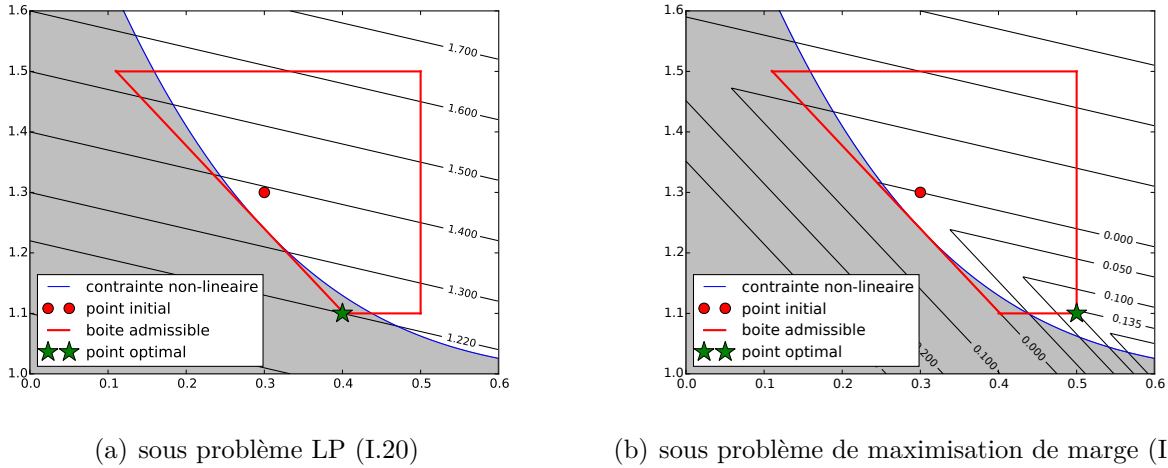 1.6
1.5
1.4
1.3
1.2
1.1
1.0
0.0 0.1 0.2 0.3 0.4 0.5 0.6
1.700
1.600
1.500
1.400
1.300
1.220
contrainte non-lineaire
point initial
boite admissible
point optimal
(a) sous problème LP (I.20)
1.6
1.5
1.4
1.3
1.2
1.1
1.0
0.0 0.1 0.2 0.3 0.4 0.5 0.6
0.000
0.050
0.100
0.135
0.000
0.100
.200
contrainte non-lineaire
point initial
boite admissible
point optimal
(b) sous problème de maximisation de marge (I